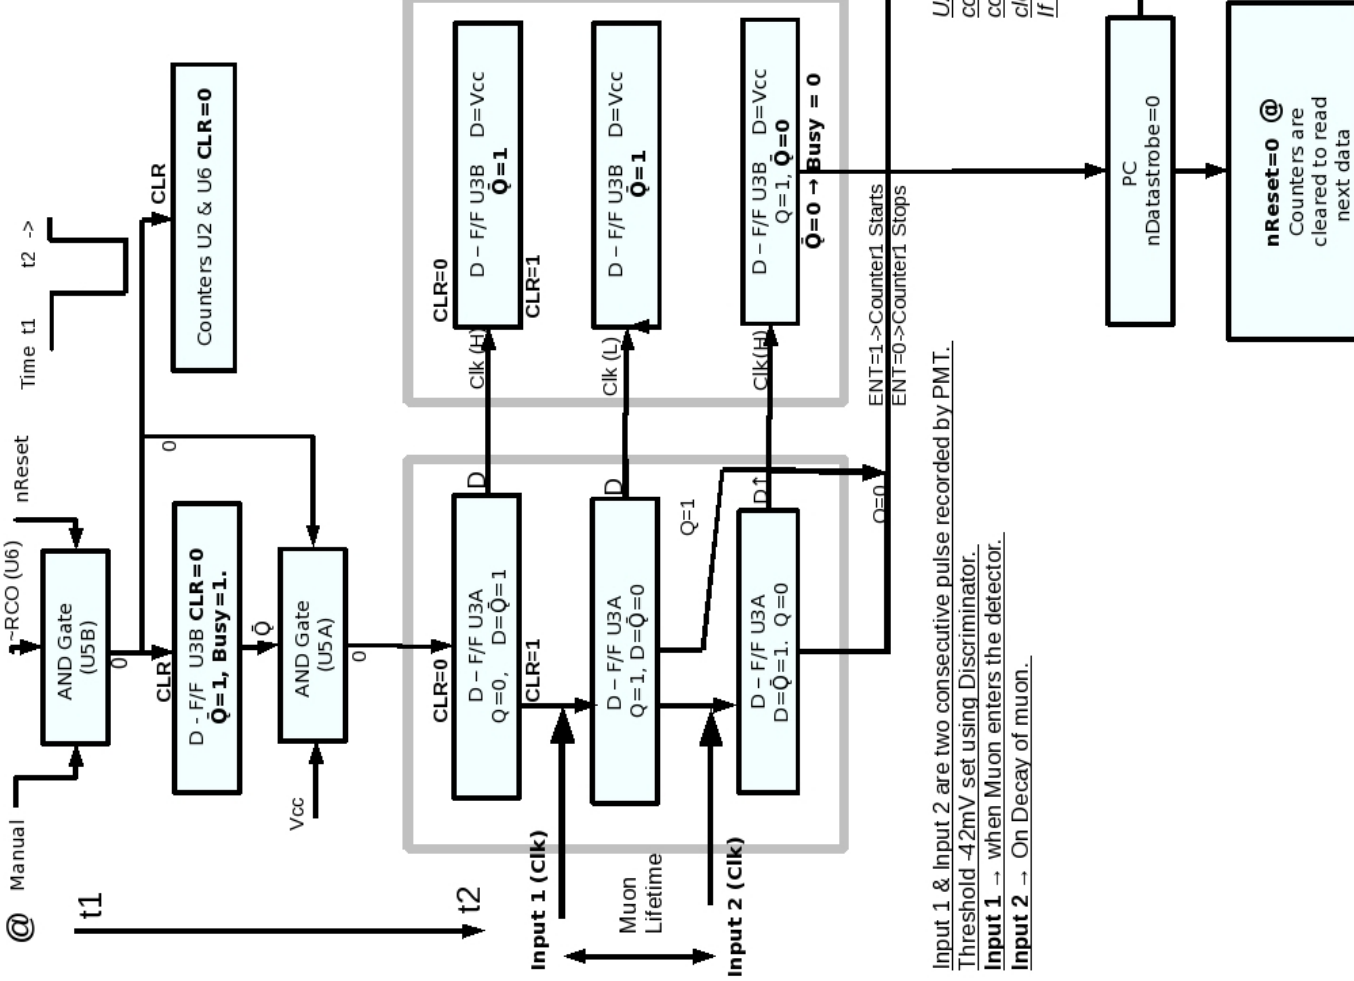 @ Manual
~RCO (U6)
nReset
Time t1 t2 ->
AND Gate
(U5B)
0
CLR
CLR
0
D - F/F U3B CLR=0
Q̄=1, Busy=1.
Counters U2 & U6 CLR=0
Q̄
Vcc
AND Gate
(U5A)
0
t1
t2
CLR=0
D – F/F U3A
Q=0, D=Q̄=1
CLR=1
D
Clk (H)
CLR=0
D – F/F U3B D=Vcc
Q̄=1
CLR=1
Input 1 (Clk)
D – F/F U3A
Q=1, D=Q̄=0
D
Clk (L)
D – F/F U3B D=Vcc
Q̄=1
Muon
Lifetime
Q=1
Input 2 (Clk)
D – F/F U3A
D=Q̄=1. Q=0
D↑
Clk(H)
D – F/F U3B D=Vcc
Q=1, Q̄=0
Q̄=0 → Busy = 0
Q=0
ENT=1->Counter1 Starts
ENT=0->Counter1 Stops
Input 1 & Input 2 are two consecutive pulse recorded by PMT.
Threshold -42mV set using Discriminator.
Input 1 → when Muon enters the detector.
Input 2 → On Decay of muon.
If
PC
nDatastrobe=0
nReset=0 @
Counters are
cleared to read
next data